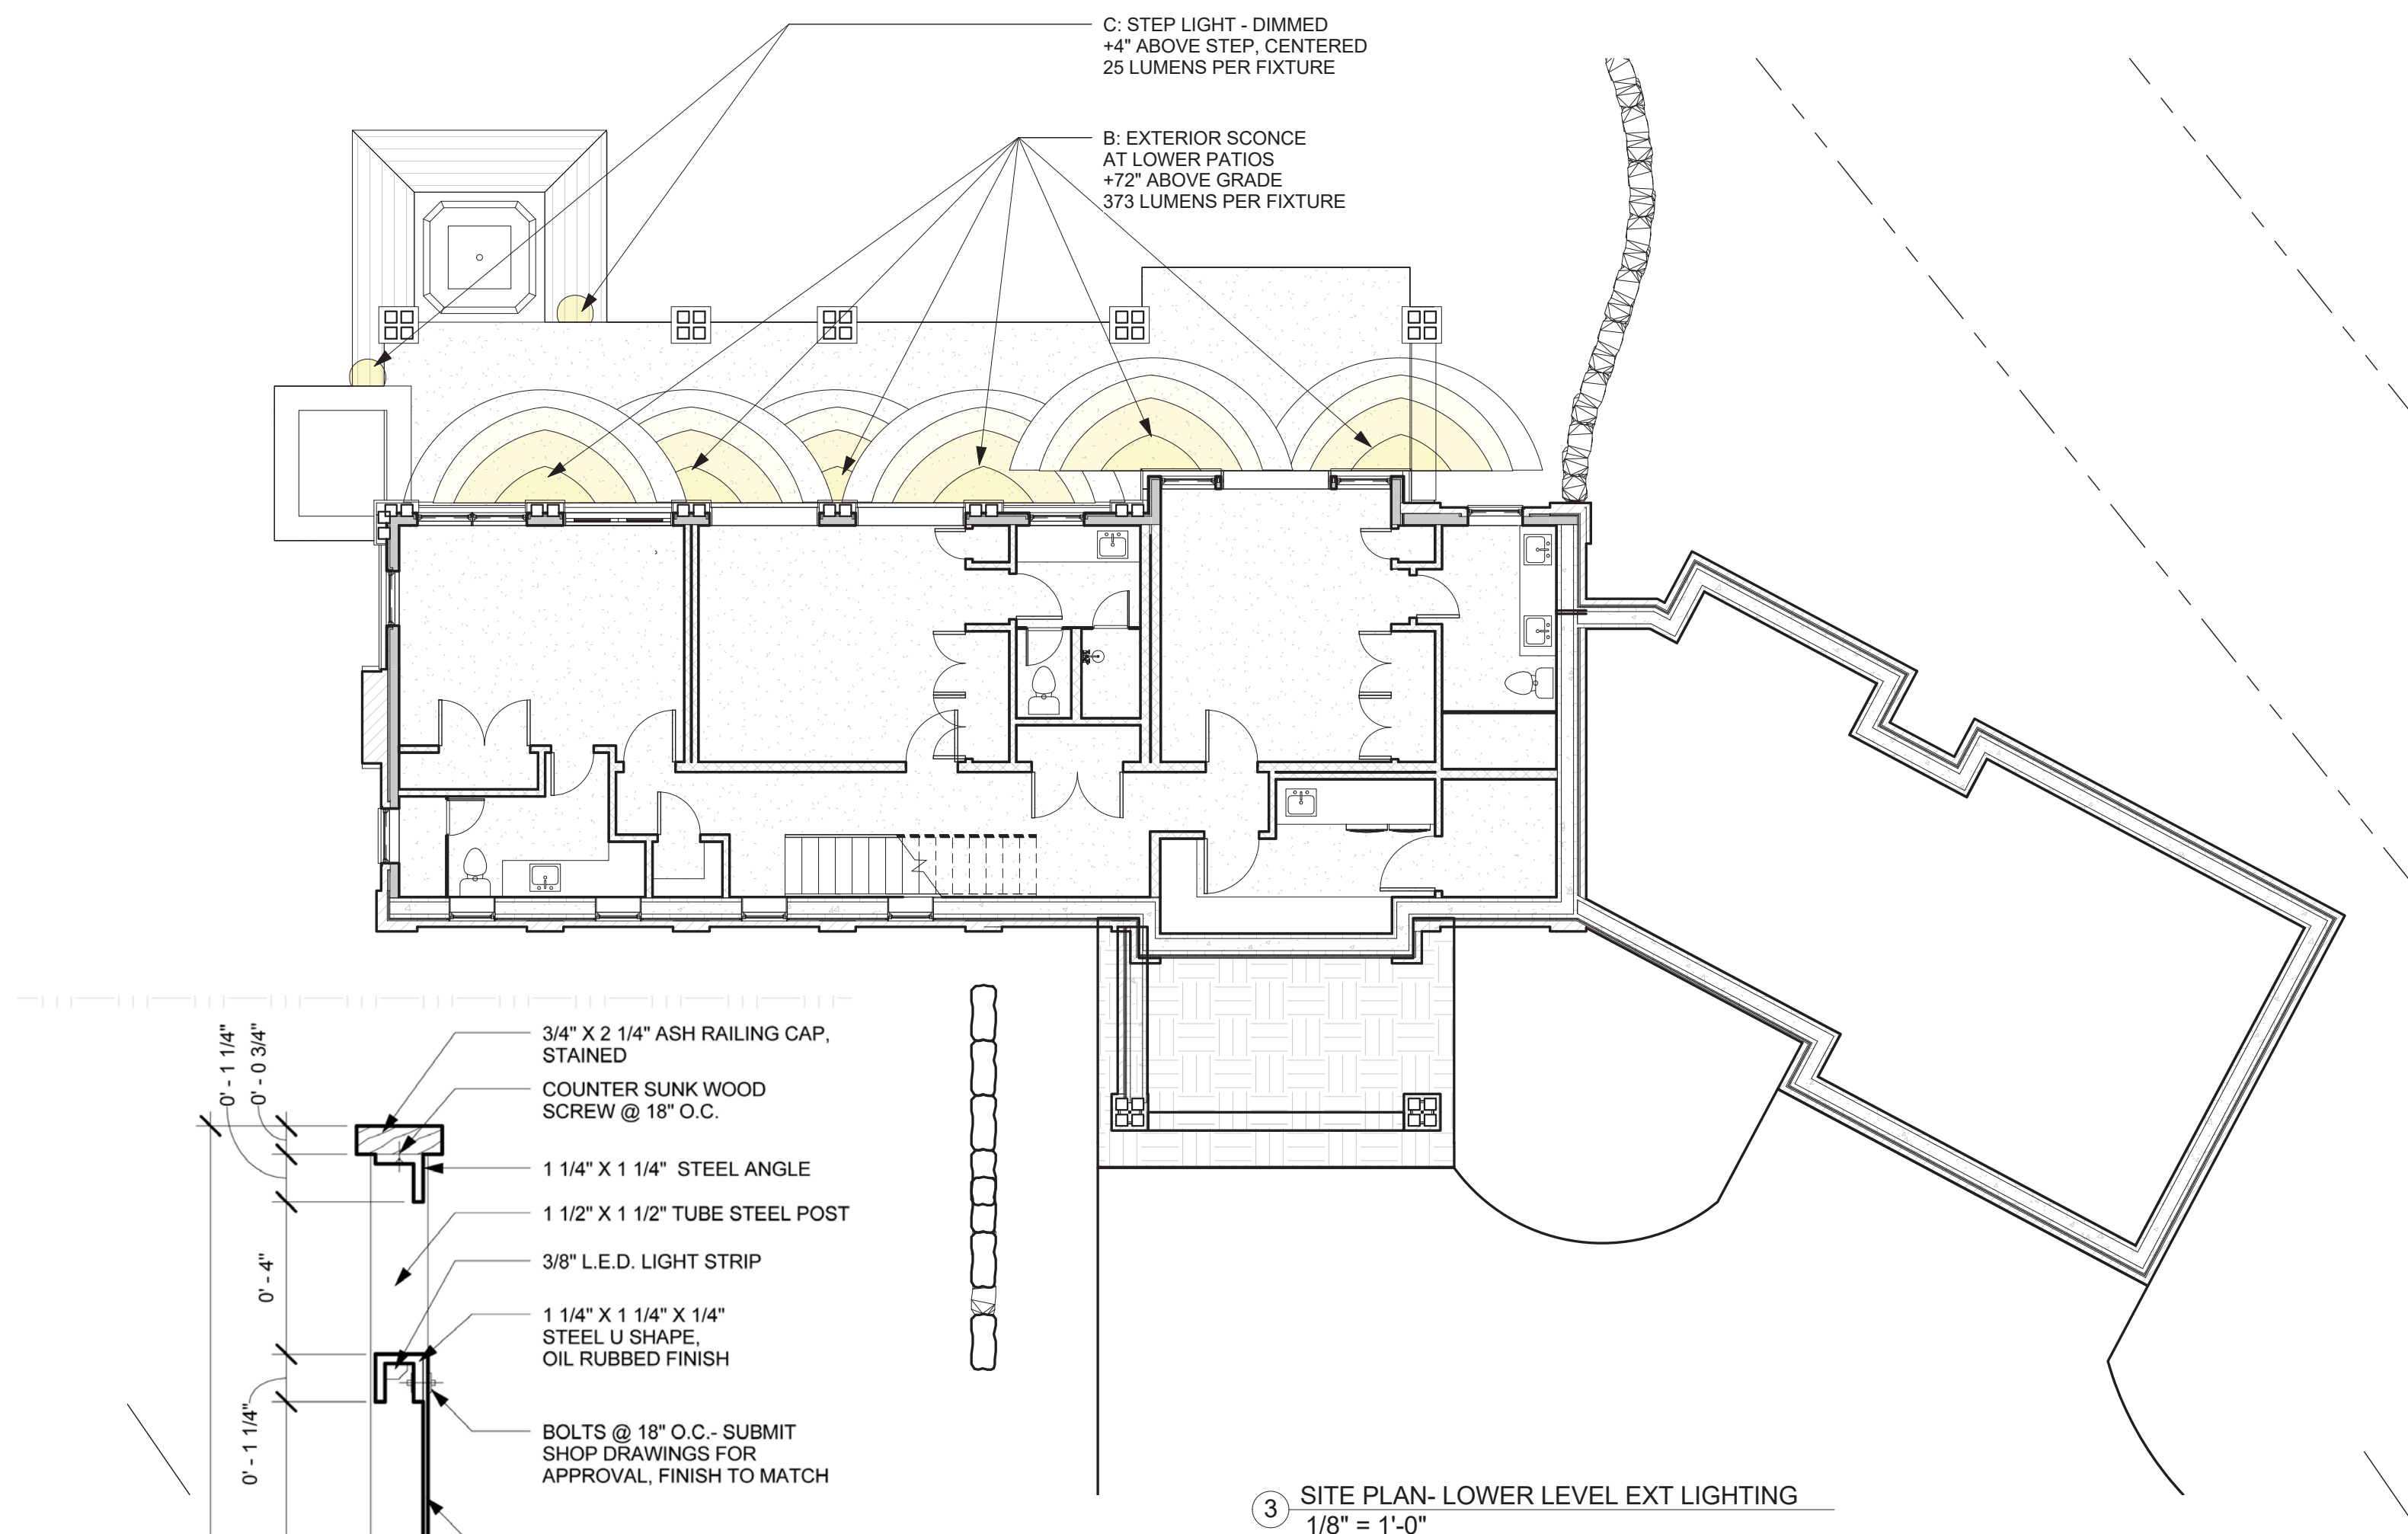 C: STEP LIGHT - DIMMED
+4" ABOVE STEP, CENTERED
25 LUMENS PER FIXTURE
B: EXTERIOR SCONCE
AT LOWER PATIOS
+72" ABOVE GRADE
373 LUMENS PER FIXTURE
0' - 1 1/4"
0' - 0 3/4"
3/4" X 2 1/4" ASH RAILING CAP,
STAINED
COUNTER SUNK WOOD
SCREW @ 18" O.C.
1 1/4" X 1 1/4" STEEL ANGLE
1 1/2" X 1 1/2" TUBE STEEL POST
0' - 4"
3/8" L.E.D. LIGHT STRIP
1 1/4" X 1 1/4" X 1/4"
STEEL U SHAPE,
OIL RUBBED FINISH
0' - 1 1/4"
BOLTS @ 18" O.C.- SUBMIT
SHOP DRAWINGS FOR
APPROVAL, FINISH TO MATCH
3 SITE PLAN- LOWER LEVEL EXT LIGHTING
1/8" = 1'-0"